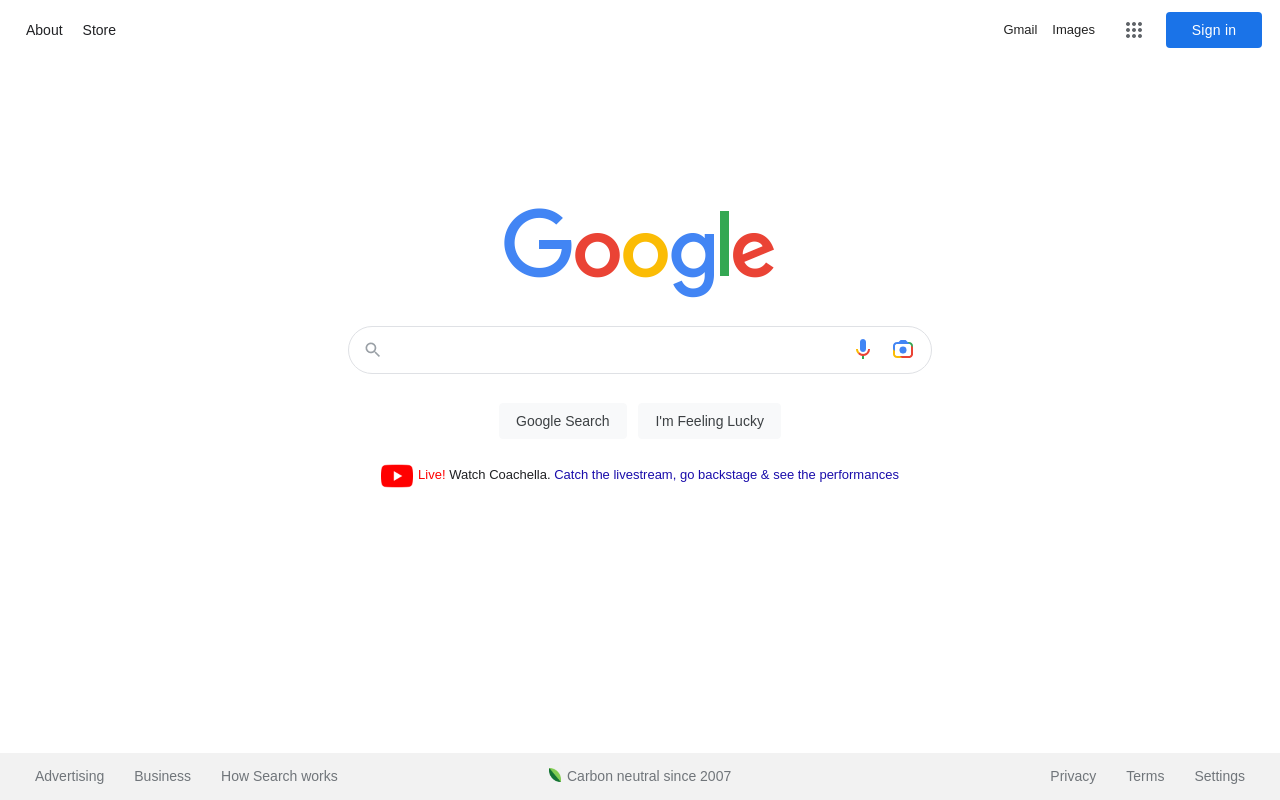 About Store Gmail Images Sign in
Google
Google Search I'm Feeling Lucky
Live! Watch Coachella. Catch the livestream, go backstage & see the performances
Advertising Business How Search works Carbon neutral since 2007 Privacy Terms Settings